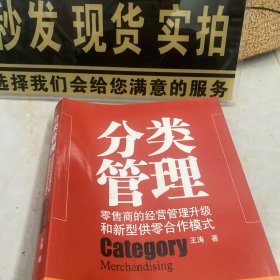 秒发 现货 实拍
选择我们会给您满意的服务
分类
管理
零售商的经营管理升级
和新型供零合作模式
Category 王涛 著
Merchandising